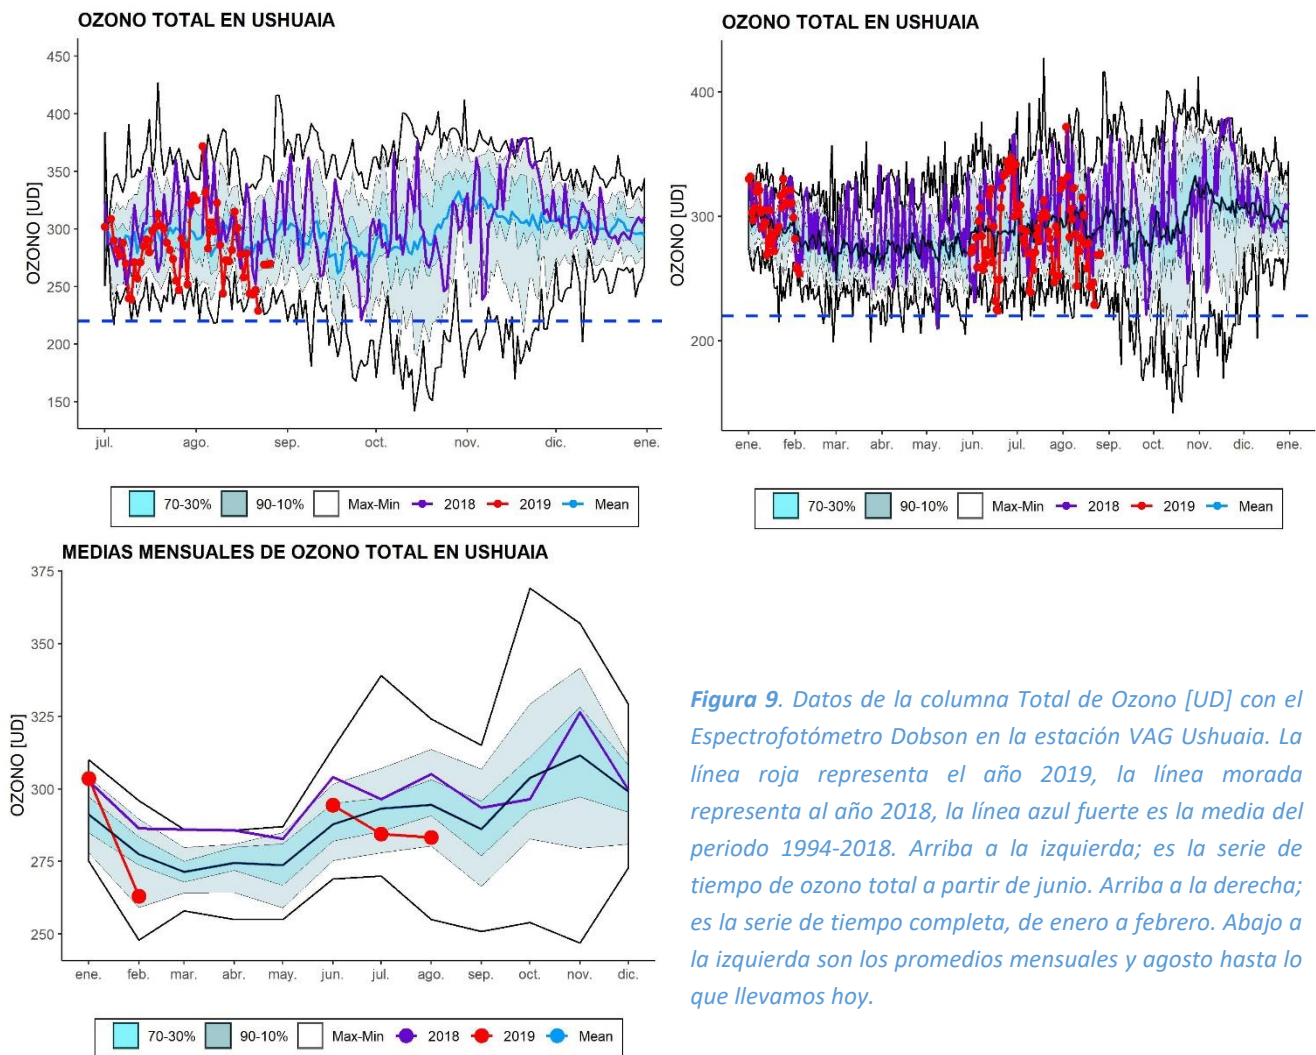 OZONO TOTAL EN USHUAIA
450
400
350
300
250
200
150
OZONO [UD]
jul. ago. sep. oct. nov. dic. ene.
70-30% 90-10% Max-Min 2018 2019 Mean
OZONO TOTAL EN USHUAIA
400
300
200
OZONO [UD]
ene. feb. mar. abr. may. jun. jul. ago. sep. oct. nov. dic. ene.
70-30% 90-10% Max-Min 2018 2019 Mean
MEDIAS MENSUALES DE OZONO TOTAL EN USHUAIA
375
350
325
300
275
250
OZONO [UD]
ene. feb. mar. abr. may. jun. jul. ago. sep. oct. nov. dic.
70-30% 90-10% Max-Min 2018 2019 Mean
Figura 9. Datos de la columna Total de Ozono [UD] con el
Espectrofotómetro Dobson en la estación VAG Ushuaia. La
línea roja representa el año 2019, la línea morada
representa al año 2018, la línea azul fuerte es la media del
periodo 1994-2018. Arriba a la izquierda; es la serie de
tiempo de ozono total a partir de junio. Arriba a la derecha;
es la serie de tiempo completa, de enero a febrero. Abajo a
la izquierda son los promedios mensuales y agosto hasta lo
que llevamos hoy.